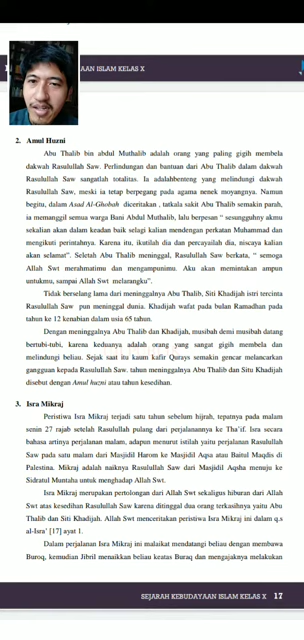 AAN ISLAM KELAS X
2. Amul Huzni
Abu Thalib bin abdul Muthalib adalah orang yang paling gigih membela
dakwah Rasulullah Saw. Perlindungan dan bantuan dari Abu Thalib dalam dakwah
Rasulullah Saw sangatlah totalitas. Ia adalahbenteng yang melindungi dakwah
Rasulullah Saw, meski ia tetap berpegang pada agama nenek moyangnya. Namun
begitu, dalam Asad Al-Ghobah diceritakan, tatkala sakit Abu Thalib semakin parah,
ia memanggil semua warga Bani Abdul Muthalib, lalu berpesan “ sesungguhny akmu
sekalian akan dalam keadan baik selagi kalian mendengan perkatan Muhammad dan
mengikuti perintahnya. Karena itu, ikutilah dia dan percayailah dia, niscaya kalian
akan selamat”. Seletah Abu Thalib meninggal, Rasulullah Saw berkata, “ semoga
Allah Swt merahmatimu dan mengampunimu. Aku akan memintakan ampun
untukmu, sampai Allah Swt melarangku”.
Tidak berselang lama dari meninggalnya Abu Thalib, Siti Khadijah istri tercinta
Rasulullah Saw pun meninggal dunia. Khadijah wafat pada bulan Ramadhan pada
tahun ke 12 kenabian dalam usia 65 tahun.
Dengan meninggalnya Abu Thalib dan Khadijah, musibah demi musibah datang
bertubi-tubi, karena keduanya adalah orang yang sangat gigih membela dan
melindungi beliau. Sejak saat itu kaum kafir Qurays semakin gencar melancarkan
gangguan kepada Rasulullah Saw. tahun meninggalnya Abu Thalib dan Situ Khadijah
disebut dengan Amul huzni atau tahun kesedihan.
3. Isra Mikraj
Peristiwa Isra Mikraj terjadi satu tahun sebelum hijrah, tepatnya pada malam
senin 27 rajab setelah Rasulullah pulang dari perjalanannya ke Tha’if. Isra secara
bahasa artinya perjalanan malam, adapun menurut istilah yaitu perjalanan Rasulullah
Saw pada satu malam dari Masjidil Harom ke Masjidil Aqsa atau Baitul Maqdis di
Palestina. Mikraj adalah naiknya Rasulullah Saw dari Masjidil Aqsha menuju ke
Sidratul Muntaha untuk menghadap Allah Swt.
Isra Mikraj merupakan pertolongan dari Allah Swt sekaligus hiburan dari Allah
Swt atas kesedihan Rasulullah Saw karena ditinggal dua orang terkasihnya yaitu Abu
Thalib dan Siti Khadijah. Allah Swt menceritakan peristiwa Isra Mikraj ini dalam q.s
al-Isra’ [17] ayat 1.
Dalam perjalanan Isra Mikraj ini malaikat mendatangi beliau dengan membawa
Buroq, kemudian Jibril menaikkan beliau keatas Buraq dan mengajaknya melakukan
SEJARAH KEBUDAYAAN ISLAM KELAS X 17